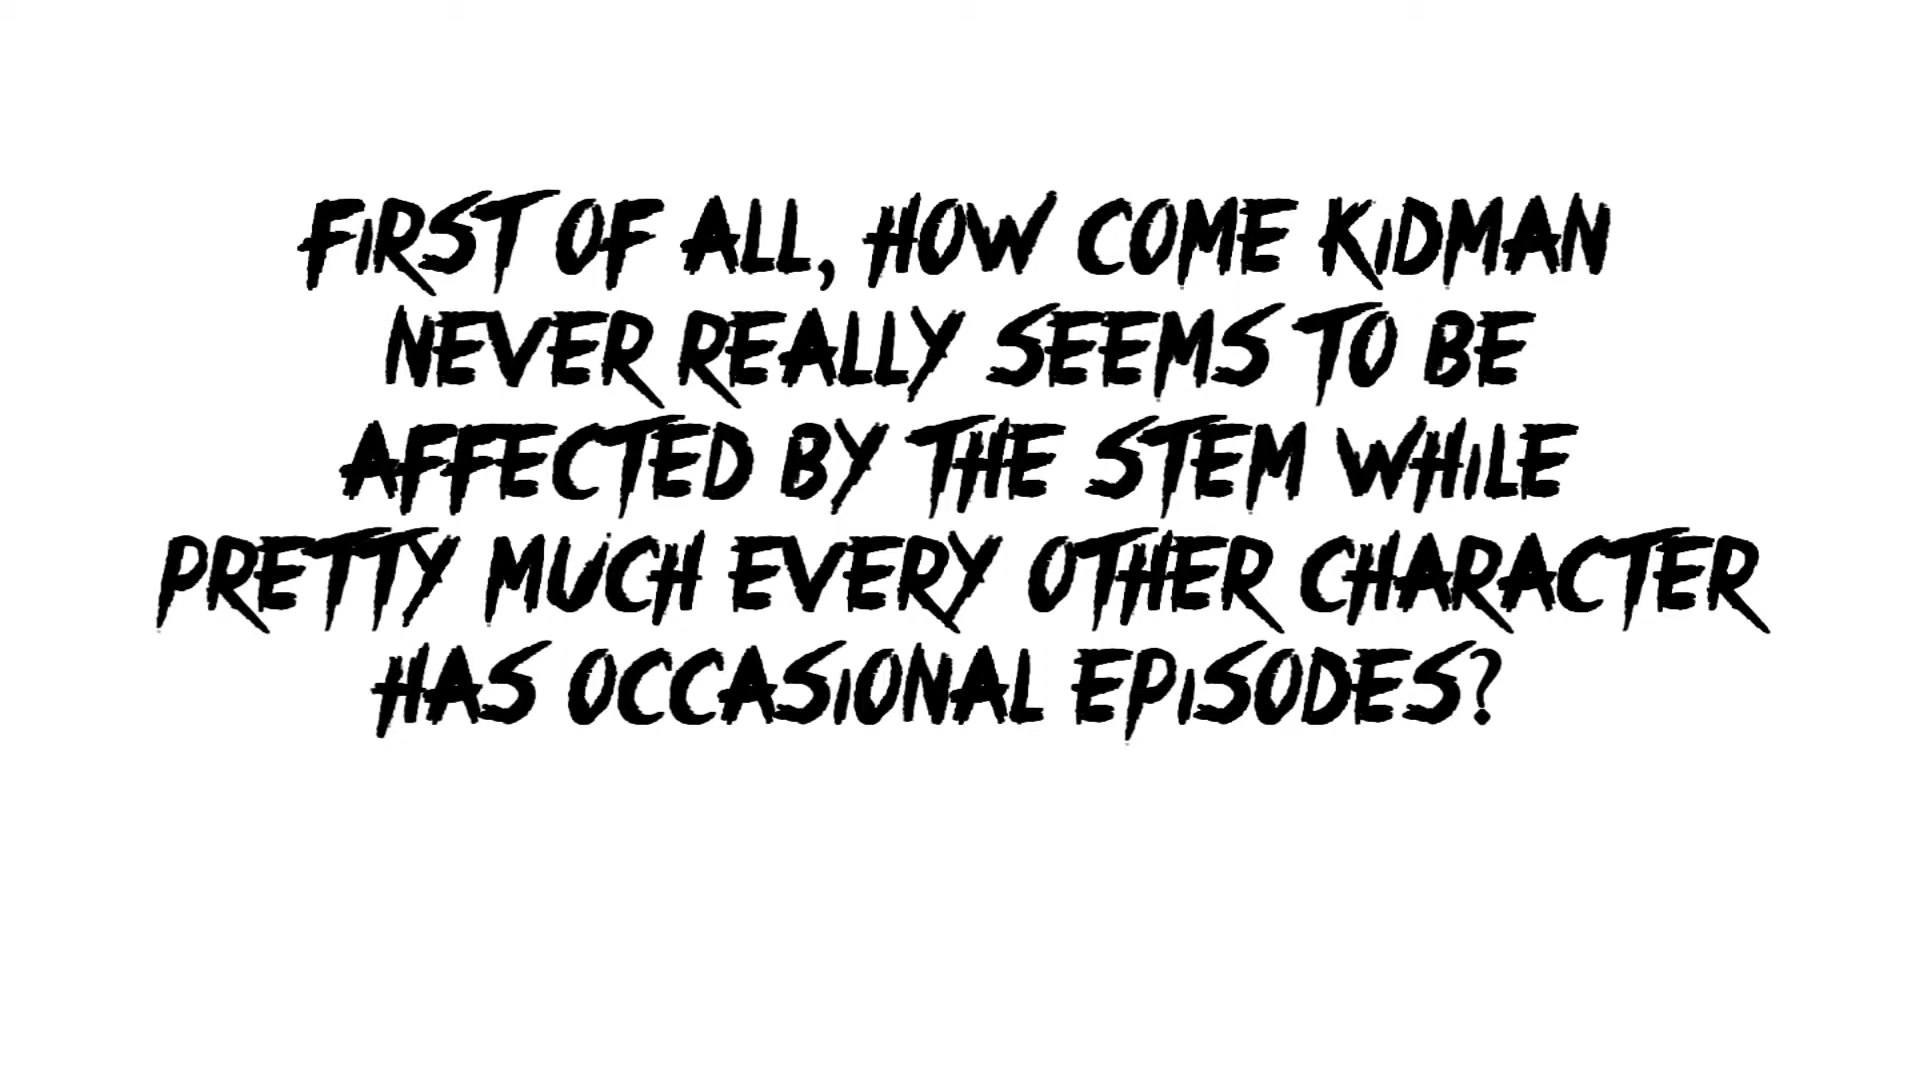 FIRST OF ALL, HOW COME KIDMAN
NEVER REALLY SEEMS TO BE
AFFECTED BY THE STEM WHILE
PRETTY MUCH EVERY OTHER CHARACTER
HAS OCCASIONAL EPISODES?